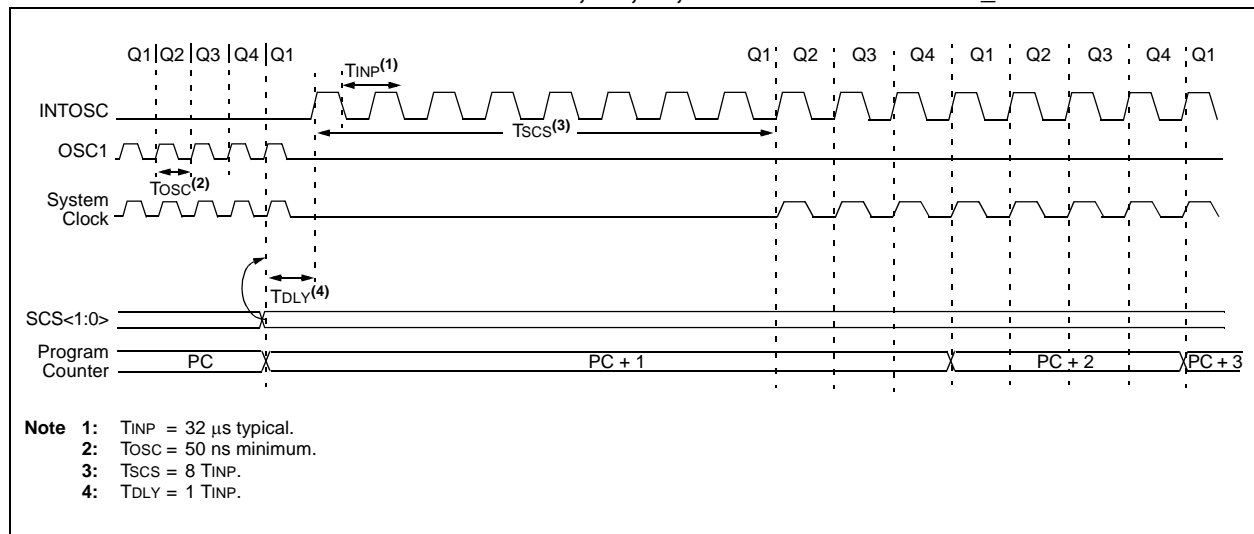 Q1 Q2 Q3 Q4 Q1 Q1 Q2 Q3 Q4 Q1 Q2 Q3 Q4 Q1
TINP(1)
INTOSC
TSCS(3)
OSC1
TOSC(2)
System
Clock
TDLY(4)
SCS<1:0>
Program
Counter
PC PC + 1 PC + 2 PC + 3
Note 1: TINP = 32 μs typical.
2: TOSC = 50 ns minimum.
3: TSCS = 8 TINP.
4: TDLY = 1 TINP.